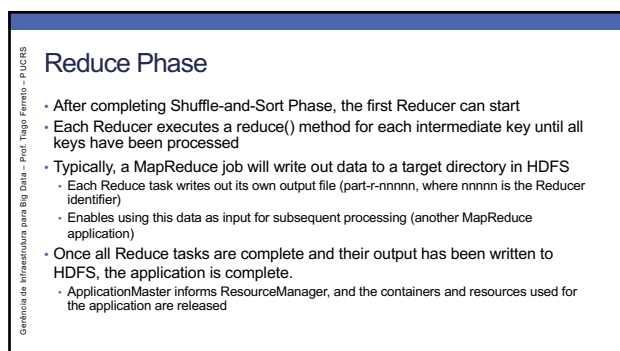 Gerência de Infraestrutura para Big Data – Prof. Tiago Ferreto – PUCRS
Reduce Phase
• After completing Shuffle-and-Sort Phase, the first Reducer can start
• Each Reducer executes a reduce() method for each intermediate key until all
keys have been processed
• Typically, a MapReduce job will write out data to a target directory in HDFS
• Each Reduce task writes out its own output file (part-r-nnnnn, where nnnnn is the Reducer
identifier)
• Enables using this data as input for subsequent processing (another MapReduce
application)
• Once all Reduce tasks are complete and their output has been written to
HDFS, the application is complete.
• ApplicationMaster informs ResourceManager, and the containers and resources used for
the application are released